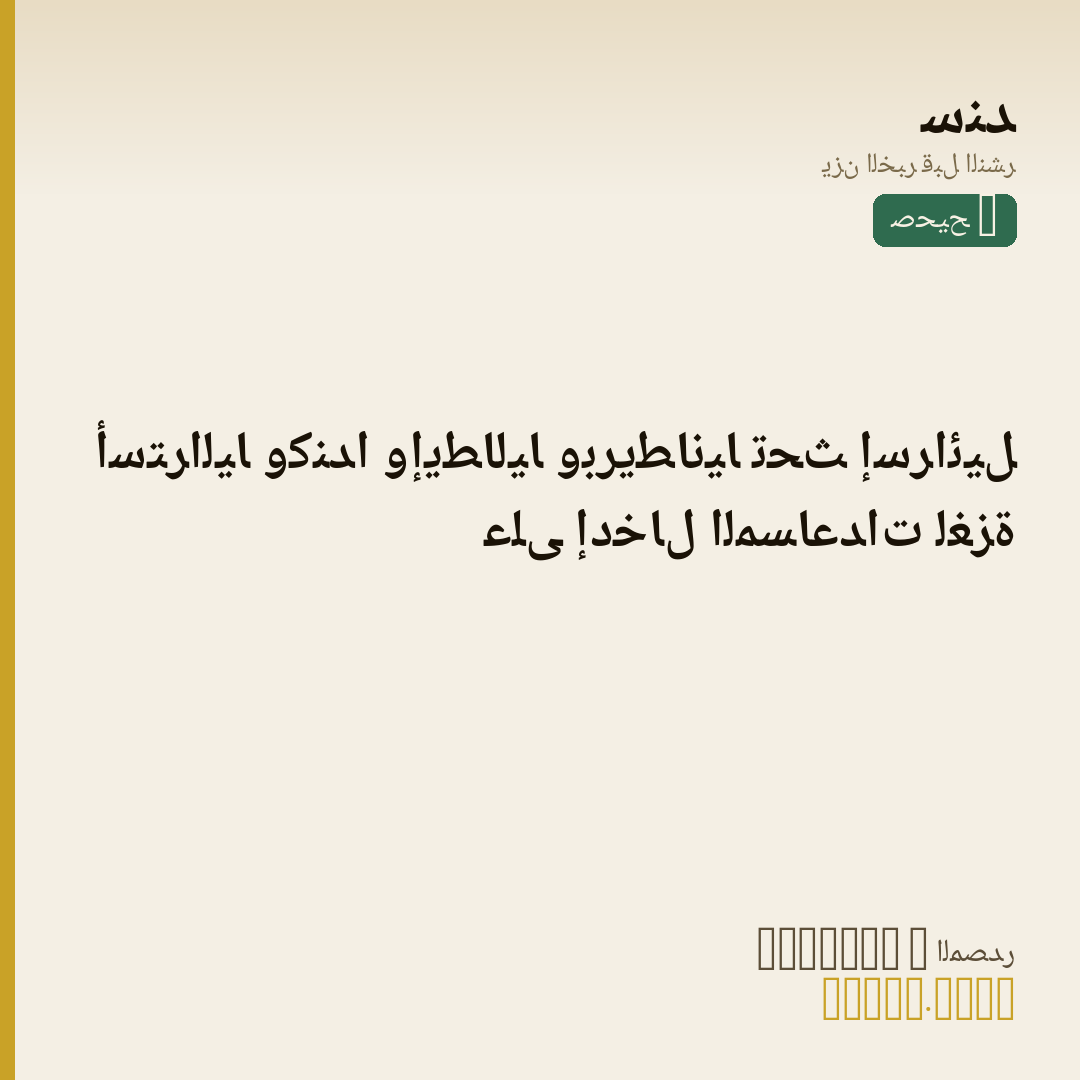 سند
يزن الخبر قبل النشر
صحيح
أستراليا وكندا وإيطاليا وبريطانيا تحث إسرائيل
على إدخال المساعدات لغزة
المصدر